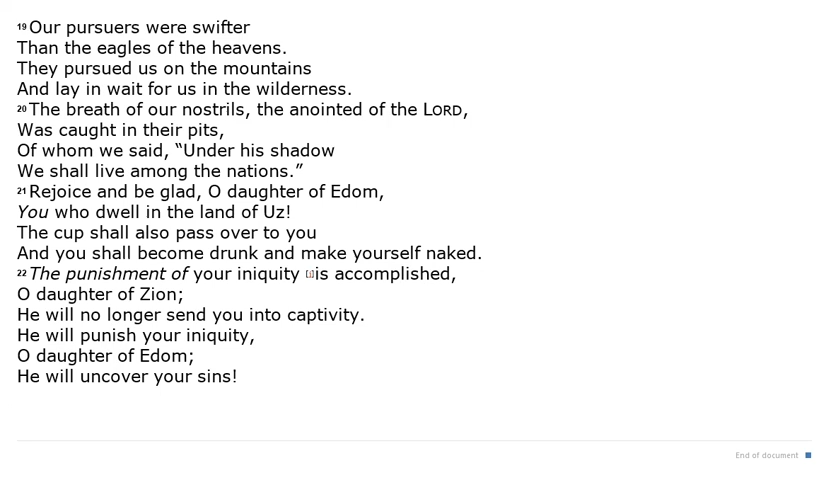 19 Our pursuers were swifter
Than the eagles of the heavens.
They pursued us on the mountains
And lay in wait for us in the wilderness.
20 The breath of our nostrils, the anointed of the LORD,
Was caught in their pits,
Of whom we said, “Under his shadow
We shall live among the nations.”
21 Rejoice and be glad, O daughter of Edom,
You who dwell in the land of Uz!
The cup shall also pass over to you
And you shall become drunk and make yourself naked.
22 The punishment of your iniquity [j]is accomplished,
O daughter of Zion;
He will no longer send you into captivity.
He will punish your iniquity,
O daughter of Edom;
He will uncover your sins!
End of document